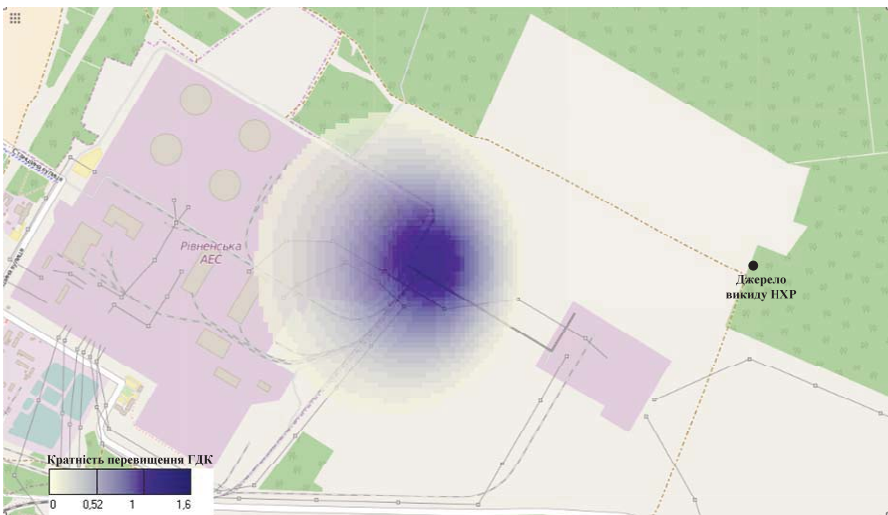 Рівненська
АЕС
Джерело
викиду НХР
Кратність перевищення ГДК
0 0,52 1 1,6